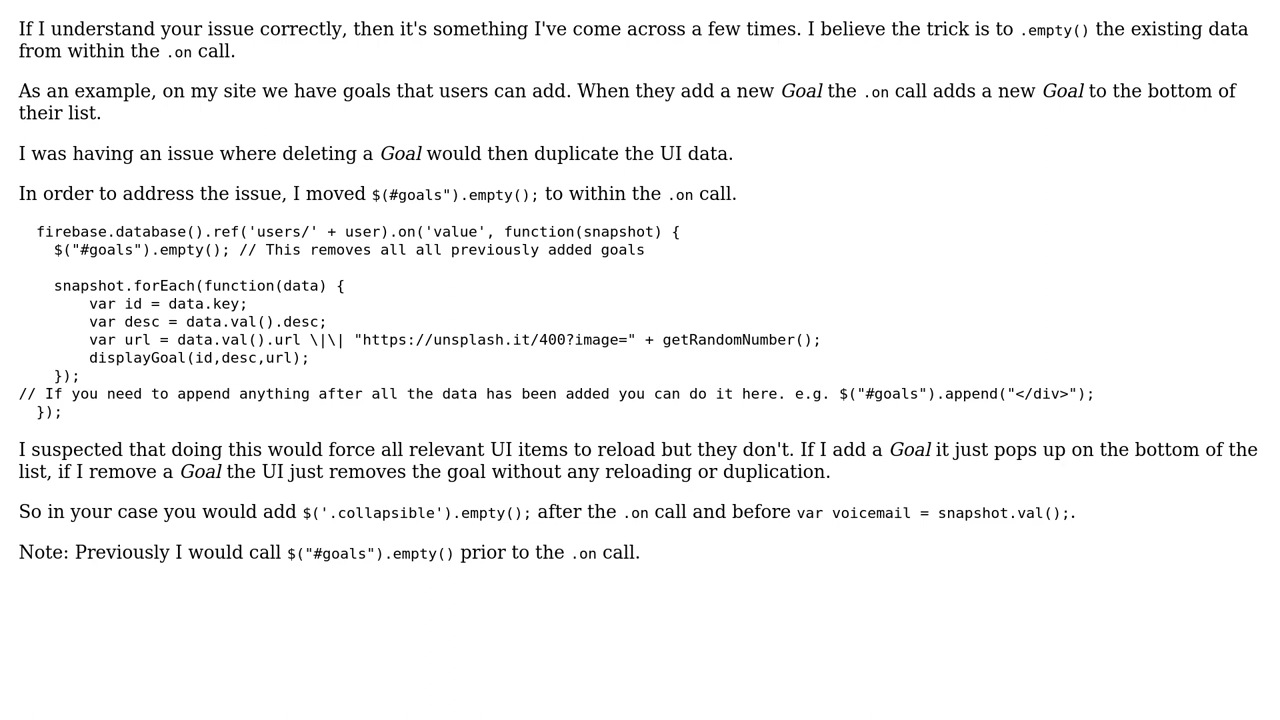 If I understand your issue correctly, then it's something I've come across a few times. I believe the trick is to .empty() the existing data
from within the .on call.
As an example, on my site we have goals that users can add. When they add a new Goal the .on call adds a new Goal to the bottom of
their list.
I was having an issue where deleting a Goal would then duplicate the UI data.
In order to address the issue, I moved $(#goals").empty(); to within the .on call.
firebase.database().ref('users/' + user).on('value', function(snapshot) {
$("#goals").empty(); // This removes all all previously added goals
snapshot.forEach(function(data) {
var id = data.key;
var desc = data.val().desc;
var url = data.val().url \|\| "https://unsplash.it/400?image=" + getRandomNumber();
displayGoal(id,desc,url);
});
// If you need to append anything after all the data has been added you can do it here. e.g. $("#goals").append("</div>");
});
I suspected that doing this would force all relevant UI items to reload but they don't. If I add a Goal it just pops up on the bottom of the
list, if I remove a Goal the UI just removes the goal without any reloading or duplication.
So in your case you would add $('.collapsible').empty(); after the .on call and before var voicemail = snapshot.val();.
Note: Previously I would call $("#goals").empty() prior to the .on call.